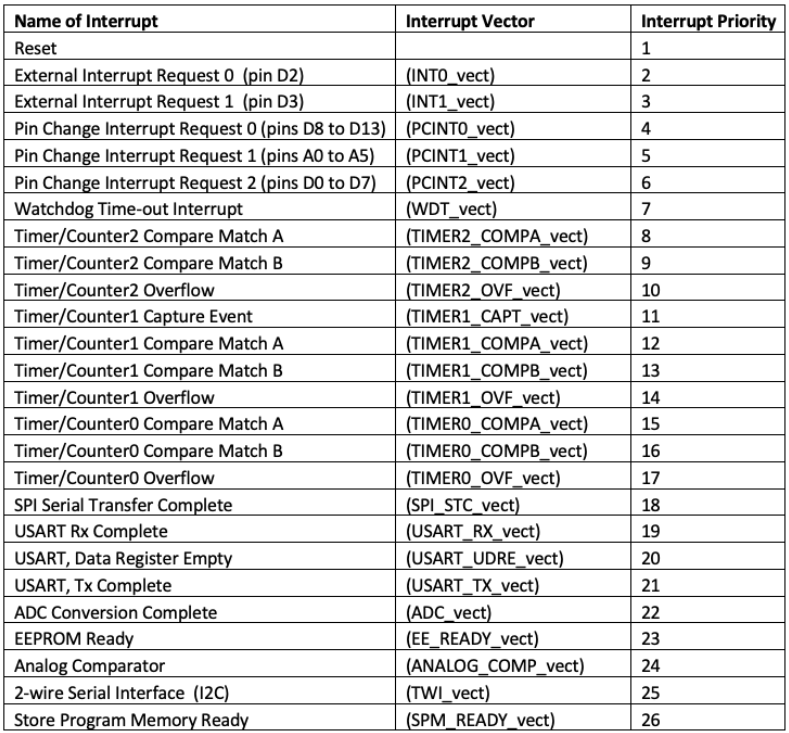 Name of Interrupt Interrupt Vector Interrupt Priority
Reset 1
External Interrupt Request 0 (pin D2) (INT0_vect) 2
External Interrupt Request 1 (pin D3) (INT1_vect) 3
Pin Change Interrupt Request 0 (pins D8 to D13) (PCINT0_vect) 4
Pin Change Interrupt Request 1 (pins A0 to A5) (PCINT1_vect) 5
Pin Change Interrupt Request 2 (pins D0 to D7) (PCINT2_vect) 6
Watchdog Time-out Interrupt (WDT_vect) 7
Timer/Counter2 Compare Match A (TIMER2_COMPA_vect) 8
Timer/Counter2 Compare Match B (TIMER2_COMPB_vect) 9
Timer/Counter2 Overflow (TIMER2_OVF_vect) 10
Timer/Counter1 Capture Event (TIMER1_CAPT_vect) 11
Timer/Counter1 Compare Match A (TIMER1_COMPA_vect) 12
Timer/Counter1 Compare Match B (TIMER1_COMPB_vect) 13
Timer/Counter1 Overflow (TIMER1_OVF_vect) 14
Timer/Counter0 Compare Match A (TIMER0_COMPA_vect) 15
Timer/Counter0 Compare Match B (TIMER0_COMPB_vect) 16
Timer/Counter0 Overflow (TIMER0_OVF_vect) 17
SPI Serial Transfer Complete (SPI_STC_vect) 18
USART Rx Complete (USART_RX_vect) 19
USART, Data Register Empty (USART_UDRE_vect) 20
USART, Tx Complete (USART_TX_vect) 21
ADC Conversion Complete (ADC_vect) 22
EEPROM Ready (EE_READY_vect) 23
Analog Comparator (ANALOG_COMP_vect) 24
2-wire Serial Interface (I2C) (TWI_vect) 25
Store Program Memory Ready (SPM_READY_vect) 26